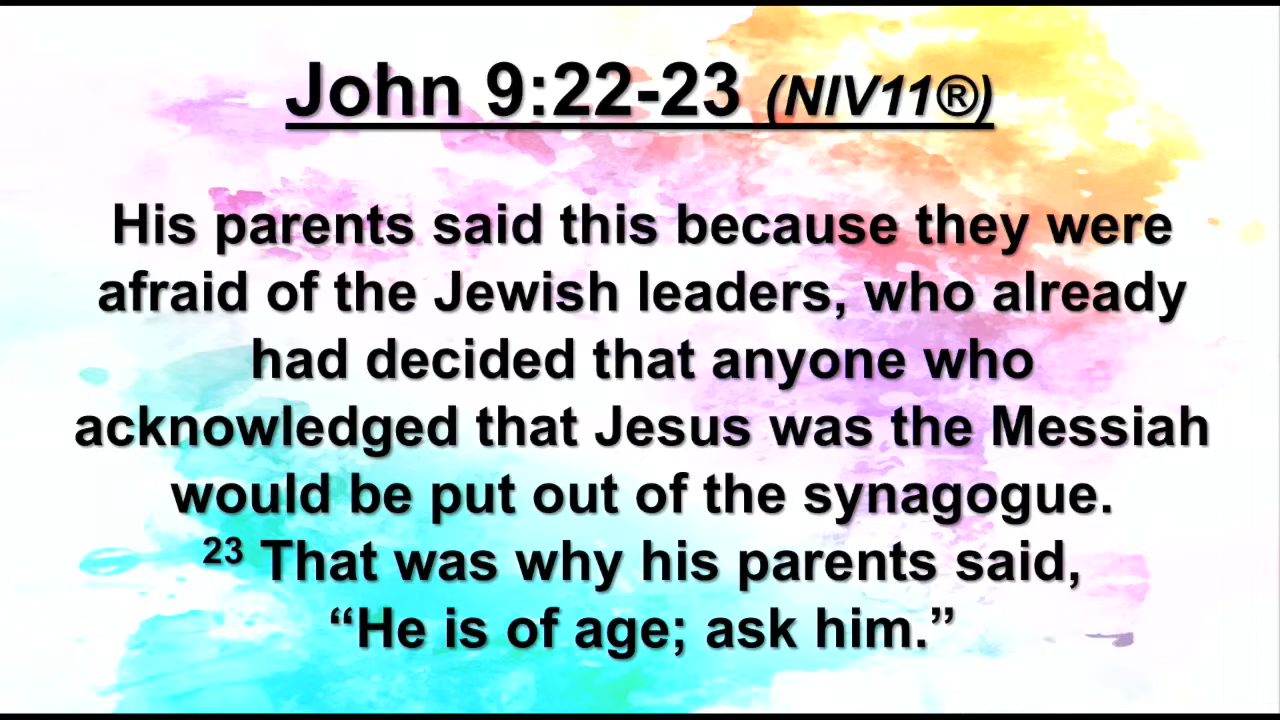 John 9:22-23 (NIV11®)
His parents said this because they were
afraid of the Jewish leaders, who already
had decided that anyone who
acknowledged that Jesus was the Messiah
would be put out of the synagogue.
23 That was why his parents said,
“He is of age; ask him.”